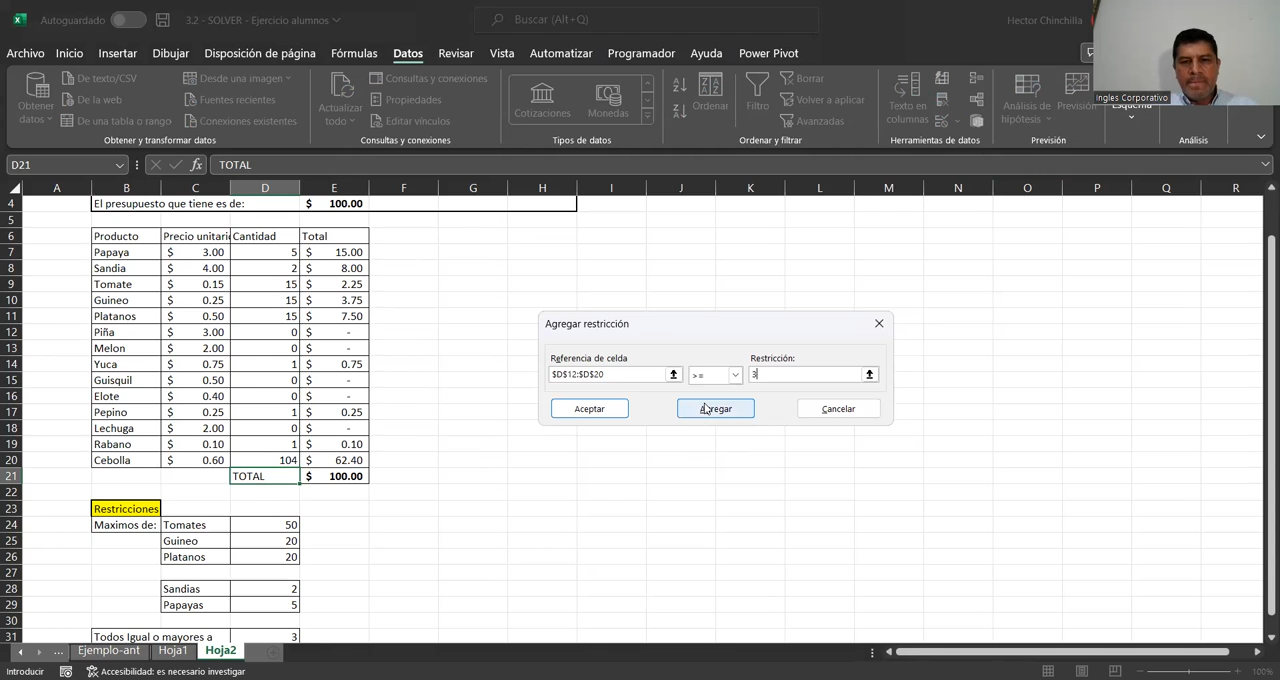 Autoguardado
3.2 - SOLVER - Ejercicio alumnos
Buscar (Alt+Q)
Hector Chinchilla
Archivo Inicio Insertar Dibujar Disposición de página Fórmulas Datos Revisar Vista Automatizar Programador Ayuda Power Pivot
Ingles Corporativo
Obtener datos
De texto/CSV
De la web
De una tabla o rango
Desde una imagen
Fuentes recientes
Conexiones existentes
Obtener y transformar datos
Actualizar todo
Consultas y conexiones
Propiedades
Editar vínculos
Consultas y conexiones
Cotizaciones
Monedas
Tipos de datos
Ordenar
Filtro
Borrar
Volver a aplicar
Avanzadas
Ordenar y filtrar
Texto en columnas
Herramientas de datos
Análisis de hipótesis
Previsión
Previsión
Esquema
Análisis
D21 fx TOTAL
A B C D E F G H I J K L M N O P Q R
4 El presupuesto que tiene es de: $ 100.00
5
6 Producto Precio unitari Cantidad Total
7 Papaya $ 3.00 5 $ 15.00
8 Sandia $ 4.00 2 $ 8.00
9 Tomate $ 0.15 15 $ 2.25
10 Guineo $ 0.25 15 $ 3.75
11 Platanos $ 0.50 15 $ 7.50
12 Piña $ 3.00 0 $ -
13 Melon $ 2.00 0 $ -
14 Yuca $ 0.75 1 $ 0.75
15 Guisquil $ 0.50 0 $ -
16 Elote $ 0.40 0 $ -
17 Pepino $ 0.25 1 $ 0.25
18 Lechuga $ 2.00 0 $ -
19 Rabano $ 0.10 1 $ 0.10
20 Cebolla $ 0.60 104 $ 62.40
21 TOTAL $ 100.00
22
23 Restricciones
24 Maximos de: Tomates 50
25 Guineo 20
26 Platanos 20
27
28 Sandias 2
29 Papayas 5
30
31 Todos Igual o mayores a 3
Agregar restricción
Referencia de celda Restricción:
$D$12:$D$20 >= 3
Aceptar Agregar Cancelar
... Ejemplo-ant Hoja1 Hoja2
Introducir Accesibilidad: es necesario investigar 100%